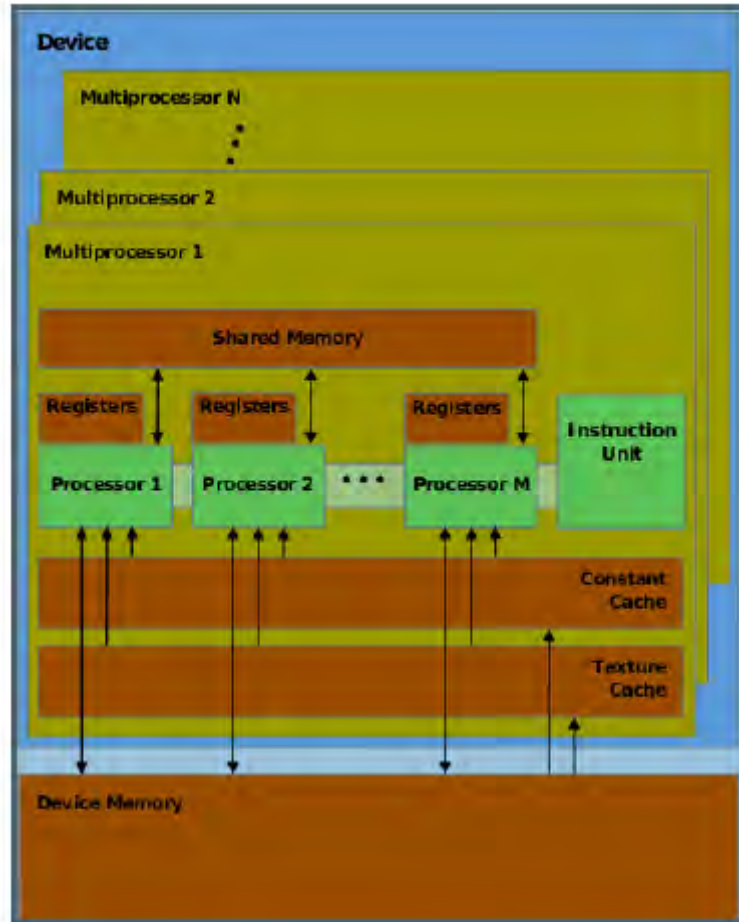 Device
Multiprocessor N
Multiprocessor 2
Multiprocessor 1
Shared Memory
Registers
Registers
Registers
Instruction
Unit
Processor 1
Processor 2
Processor M
Constant
Cache
Texture
Cache
Device Memory